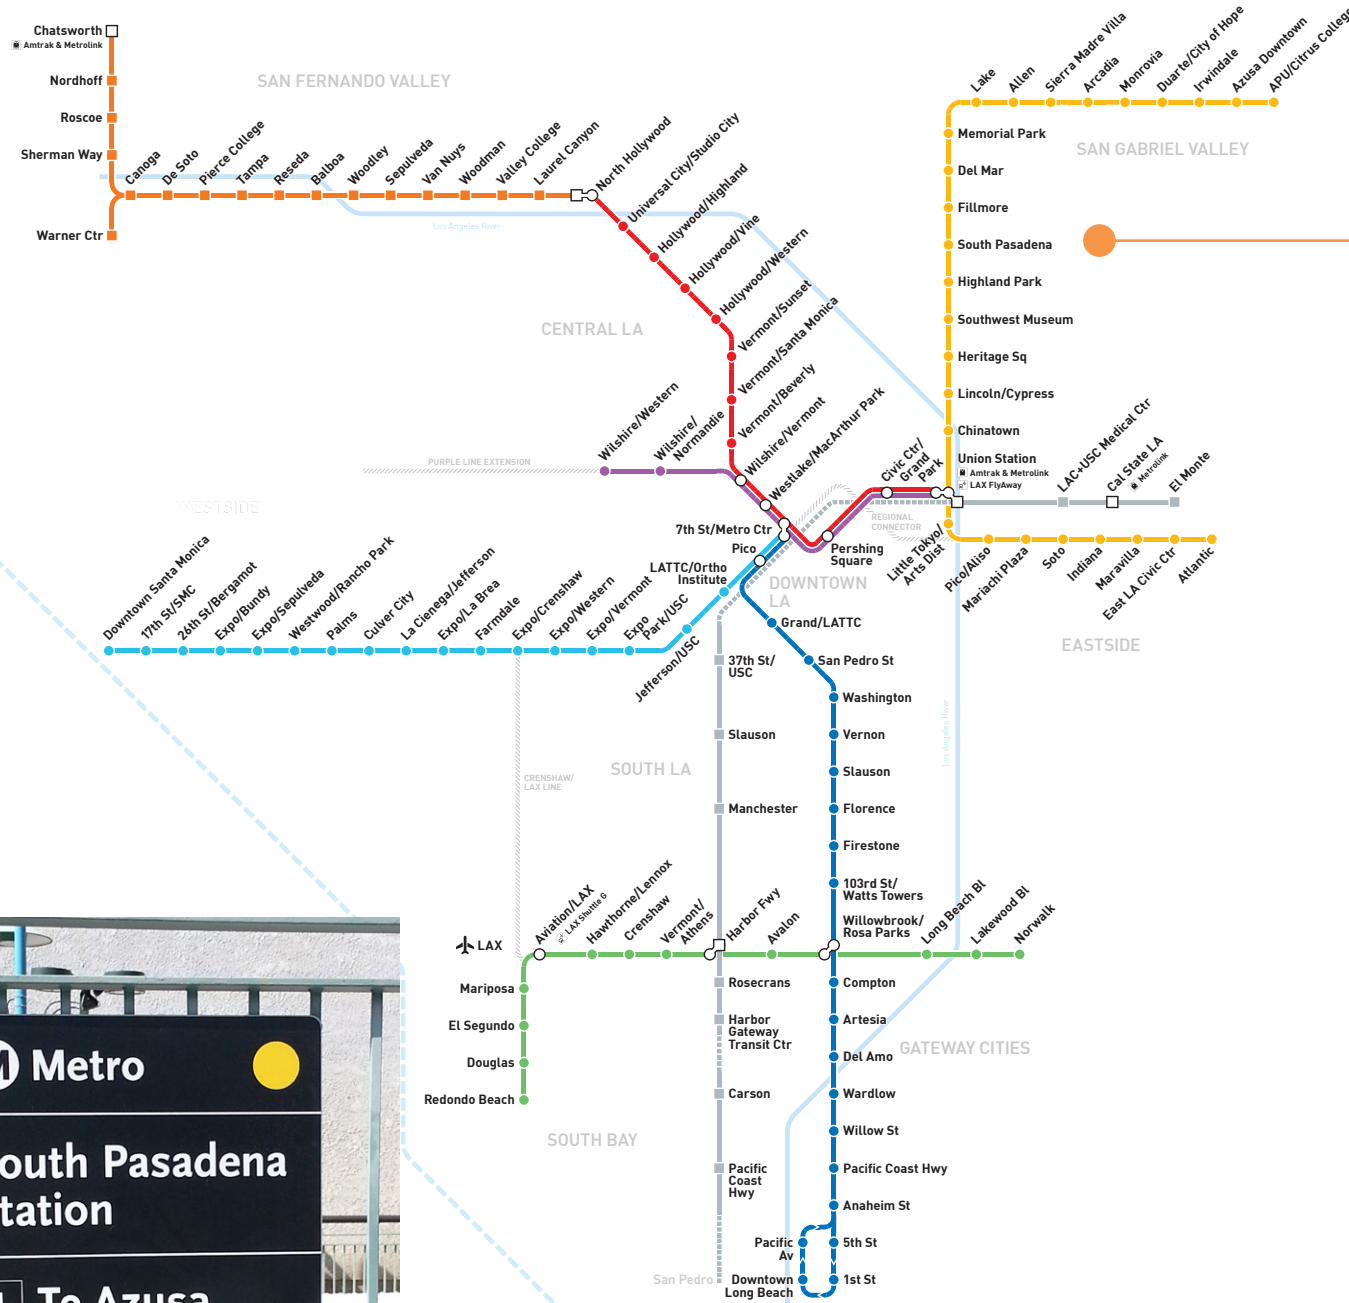 Chatsworth
Amtrak & Metrolink
Nordhoff
Roscoe
Sherman Way
Warner Ctr
SAN FERNANDO VALLEY
Canoga
De Soto
Pierce College
Tampa
Reseda
Balboa
Woodley
Sepulveda
Van Nuys
Woodman
Valley College
Laurel Canyon
North Hollywood
Universal City/Studio City
Hollywood/Highland
Hollywood/Vine
Hollywood/Western
Vermont/Sunset
Vermont/Santa Monica
Vermont/Beverly
Wilshire/Vermont
Westlake/MacArthur Park
Los Angeles River
CENTRAL LA
Lake
Allen
Sierra Madre Villa
Arcadia
Monrovia
Duarte/City of Hope
Irwindale
Azusa Downtown
APU/Citrus College
Memorial Park
Del Mar
Fillmore
South Pasadena
Highland Park
Southwest Museum
Heritage Sq
Lincoln/Cypress
Chinatown
Union Station
Amtrak & Metrolink
LAX FlyAway
SAN GABRIEL VALLEY
Wilshire/Western
Wilshire/
Normandie
PURPLE LINE EXTENSION
WESTSIDE
Civic Ctr/
Grand
Park
LAC+USC Medical Ctr
Cal State LA
Metrolink
El Monte
REGIONAL
CONNECTOR
7th St/Metro Ctr
Pico
Pershing
Square
Little Tokyo/
Arts Dist
Pico/Aliso
Mariachi Plaza
Soto
Indiana
Maravilla
East LA Civic Ctr
Atlantic
DOWNTOWN
LA
EASTSIDE
LATTC/Ortho
Institute
Downtown Santa Monica
17th St/SMC
26th St/Bergamot
Expo/Bundy
Expo/Sepulveda
Westwood/Rancho Park
Palms
Culver City
La Cienega/Jefferson
Expo/La Brea
Farmdale
Expo/Crenshaw
Expo/Western
Expo/Vermont
Expo
Park/USC
Jefferson/USC
Grand/LATTC
San Pedro St
Washington
Vernon
Slauson
Florence
Firestone
103rd St/
Watts Towers
Willowbrook/
Rosa Parks
37th St/
USC
Slauson
Manchester
SOUTH LA
CRENSHAW/
LAX LINE
Los Angeles River
LAX
Aviation/LAX
LAX Shuttle G
Hawthorne/Lennox
Crenshaw
Vermont/
Athens
Harbor Fwy
Avalon
Long Beach Bl
Lakewood Bl
Norwalk
Mariposa
El Segundo
Douglas
Redondo Beach
Rosecrans
Harbor
Gateway
Transit Ctr
Carson
Pacific
Coast
Hwy
San Pedro
SOUTH BAY
GATEWAY CITIES
Compton
Artesia
Del Amo
Wardlow
Willow St
Pacific Coast Hwy
Anaheim St
Pacific
Av
5th St
Downtown
Long Beach
1st St
M Metro
outh Pasadena
tation
To Azusa